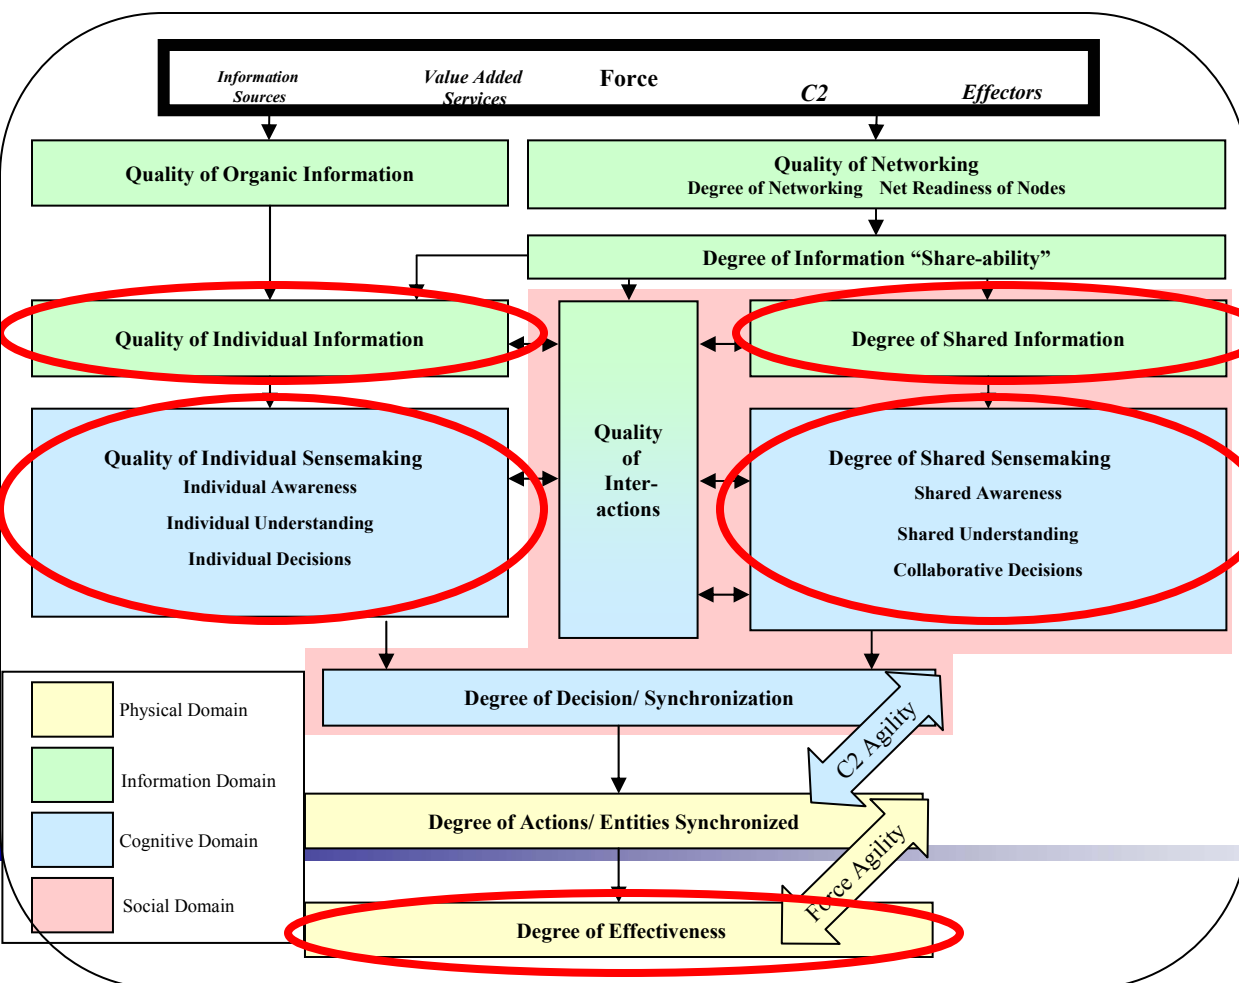 Information
Sources
Value Added
Services
Force
C2
Effectors
Quality of Organic Information
Quality of Networking
Degree of Networking Net Readiness of Nodes
Degree of Information “Share-ability”
Quality of Individual Information
Degree of Shared Information
Quality of Individual Sensemaking
Individual Awareness
Individual Understanding
Individual Decisions
Quality
of
Inter-
actions
Degree of Shared Sensemaking
Shared Awareness
Shared Understanding
Collaborative Decisions
Degree of Decision/ Synchronization
C2 Agility
Degree of Actions/ Entities Synchronized
Force Agility
Degree of Effectiveness
Physical Domain
Information Domain
Cognitive Domain
Social Domain